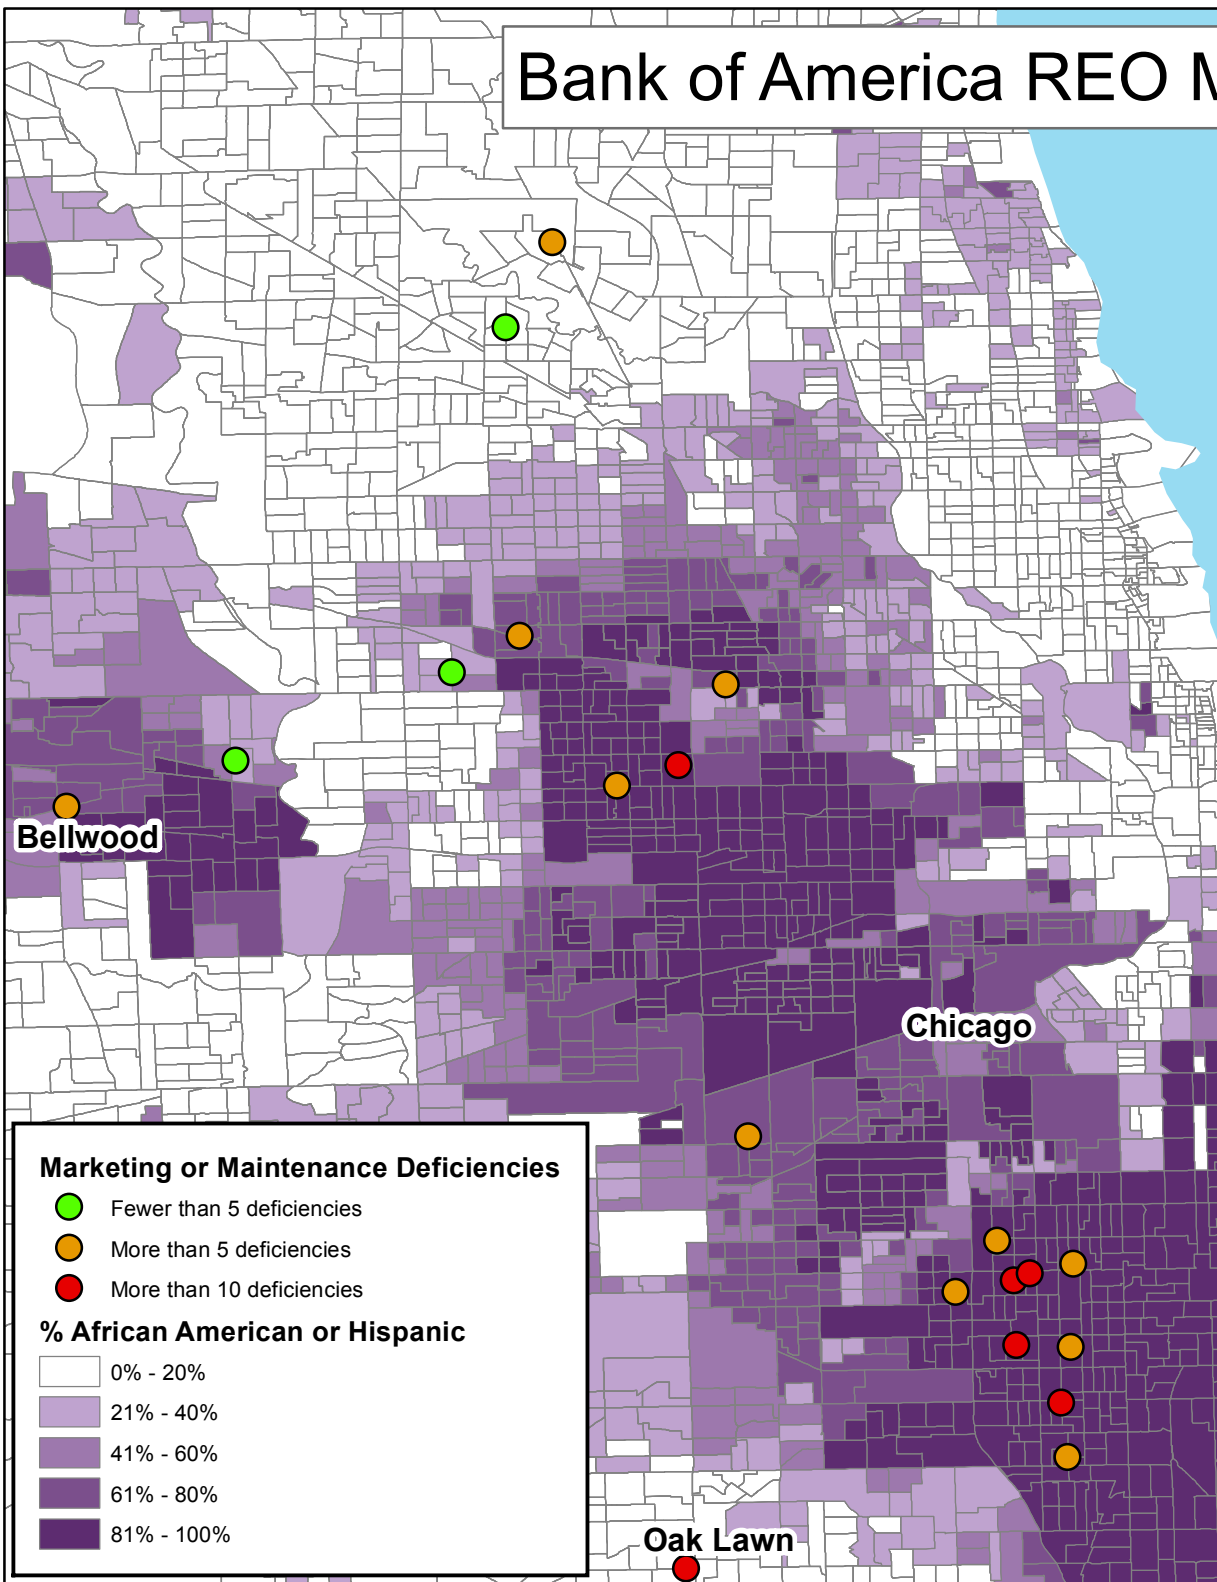 Bank of America REO M
Bellwood
Chicago
Marketing or Maintenance Deficiencies
Fewer than 5 deficiencies
More than 5 deficiencies
More than 10 deficiencies
% African American or Hispanic
0% - 20%
21% - 40%
41% - 60%
61% - 80%
81% - 100%
Oak Lawn